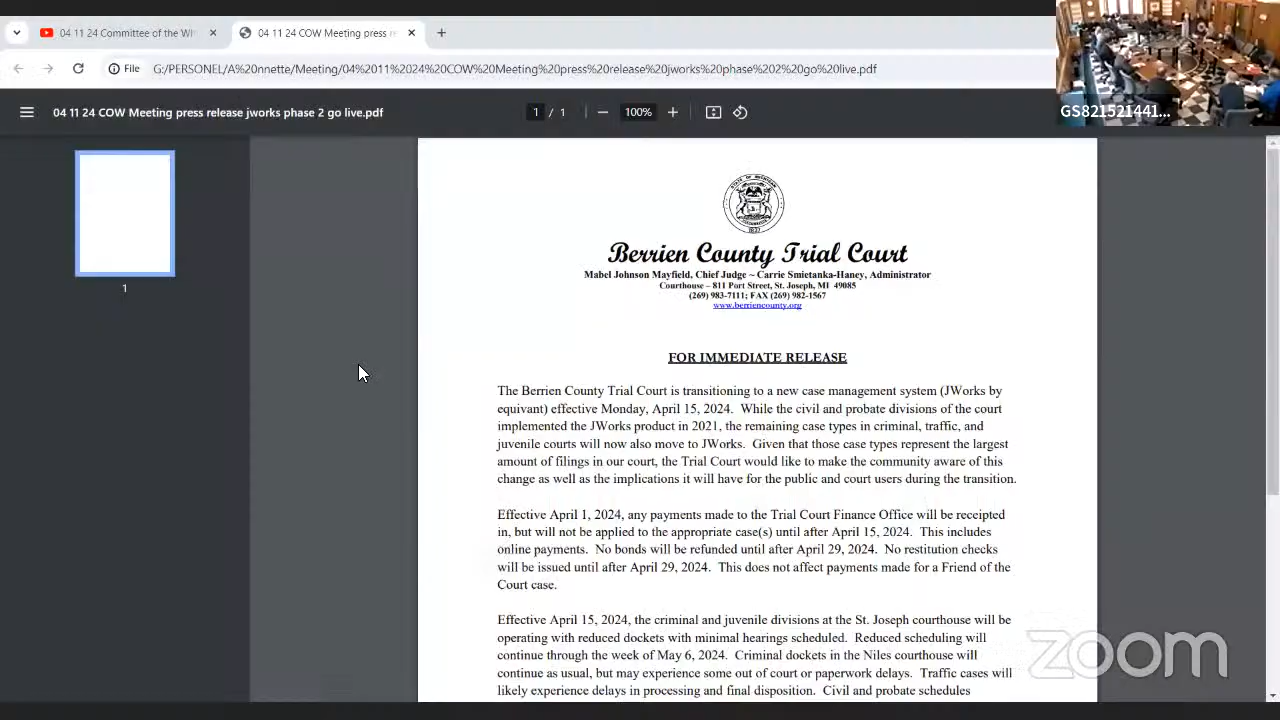 04 11 24 Committee of the Wh
04 11 24 COW Meeting press re
File
G:/PERSONEL/A%20nnette/Meeting/04%2011%2024%20COW%20Meeting%20press%20release%20jworks%20phase%202%20go%20live.pdf
GS821521441...
04 11 24 COW Meeting press release jworks phase 2 go live.pdf
1 / 1
100%
1
Berrien County Trial Court
Mabel Johnson Mayfield, Chief Judge ~ Carrie Smietanka-Haney, Administrator
Courthouse – 811 Port Street, St. Joseph, MI 49085
(269) 983-7111; FAX (269) 982-1567
www.berriencounty.org
FOR IMMEDIATE RELEASE
The Berrien County Trial Court is transitioning to a new case management system (JWorks by
equivant) effective Monday, April 15, 2024. While the civil and probate divisions of the court
implemented the JWorks product in 2021, the remaining case types in criminal, traffic, and
juvenile courts will now also move to JWorks. Given that those case types represent the largest
amount of filings in our court, the Trial Court would like to make the community aware of this
change as well as the implications it will have for the public and court users during the transition.
Effective April 1, 2024, any payments made to the Trial Court Finance Office will be receipted
in, but will not be applied to the appropriate case(s) until after April 15, 2024. This includes
online payments. No bonds will be refunded until after April 29, 2024. No restitution checks
will be issued until after April 29, 2024. This does not affect payments made for a Friend of the
Court case.
Effective April 15, 2024, the criminal and juvenile divisions at the St. Joseph courthouse will be
operating with reduced dockets with minimal hearings scheduled. Reduced scheduling will
continue through the week of May 6, 2024. Criminal dockets in the Niles courthouse will
continue as usual, but may experience some out of court or paperwork delays. Traffic cases will
likely experience delays in processing and final disposition. Civil and probate schedules
zoom